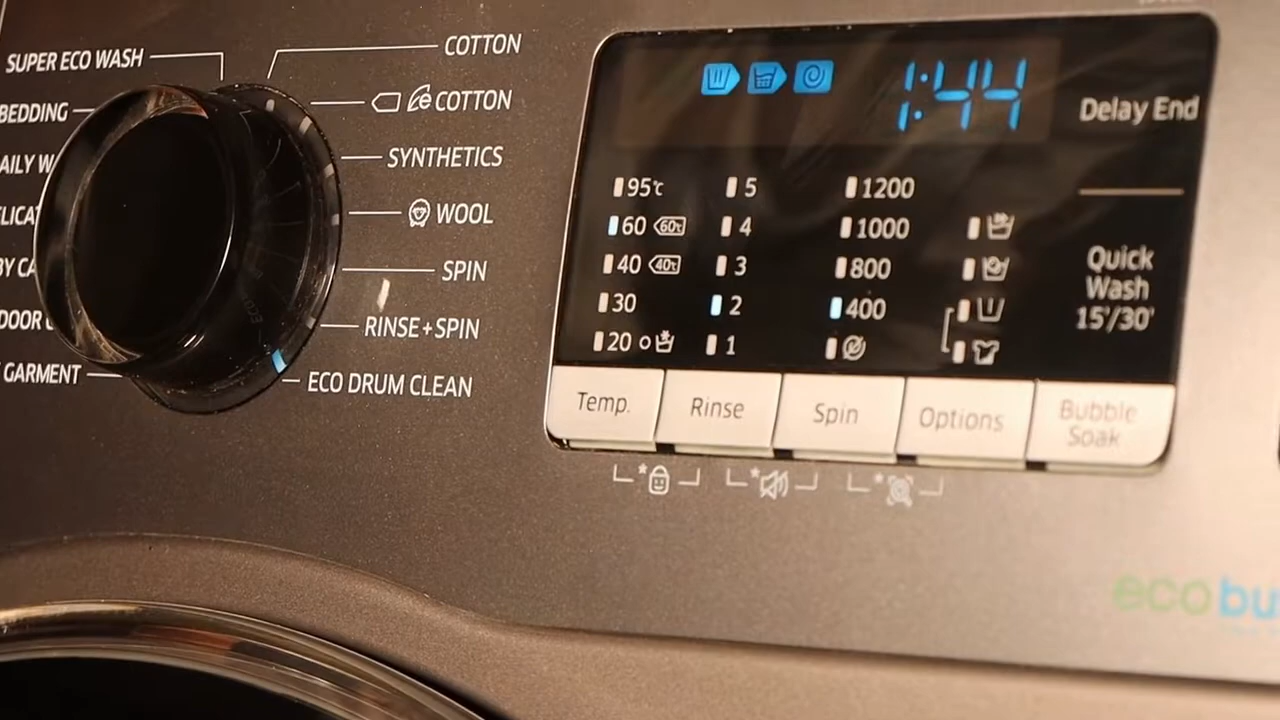 SUPER ECO WASH
BEDDING
GARMENT
COTTON
COTTON
SYNTHETICS
WOOL
SPIN
RINSE+SPIN
ECO DRUM CLEAN
1:44
Delay End
95℃ 5 1200
60 60℃ 4 1000
40 40℃ 3 800
30 2 400
20 1
Quick
Wash
15'/30'
Temp. Rinse Spin Options Bubble
Soak
eco bu